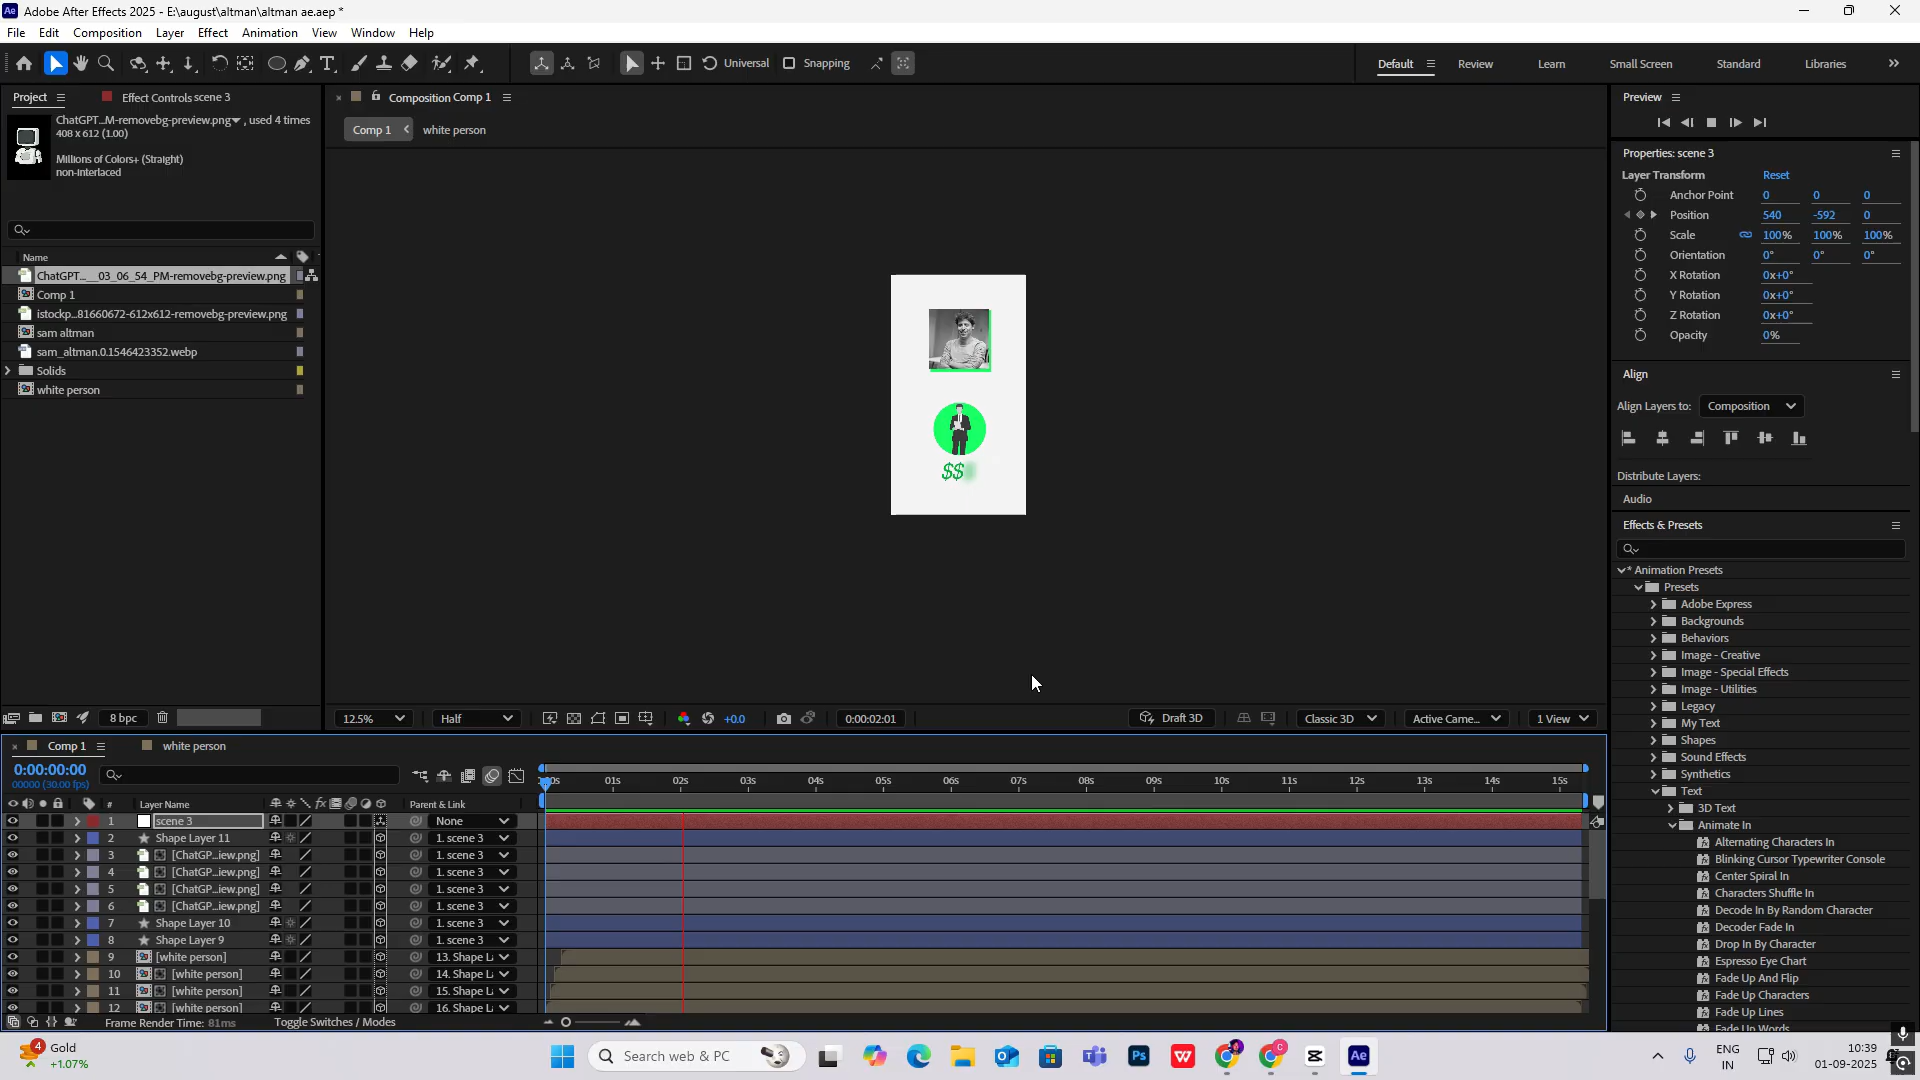 Adobe After Effects 2025 - E:\august\altman\altman ae.aep *
File Edit Composition Layer Effect Animation View Window Help
Universal Snapping Default Review Learn Small Screen Standard Libraries
Project Effect Controls scene 3
ChatGPT...M-removebg-preview.png , used 4 times
408 x 612 (1.00)
Millions of Colors+ (Straight)
non-interlaced
Name
ChatGPT...__03_06_54_PM-removebg-preview.png
Comp 1
istockp...81660672-612x612-removebg-preview.png
sam altman
sam_altman.0.1546423352.webp
Solids
white person
8 bpc
Composition Comp 1
Comp 1 white person
$$
12.5% Half +0.0 0:00:02:01 Draft 3D Classic 3D Active Came... 1 View
Preview
Properties: scene 3
Layer Transform Reset
Anchor Point 0 0 0
Position 540 -592 0
Scale 100% 100% 100%
Orientation 0° 0° 0°
X Rotation 0x+0°
Y Rotation 0x+0°
Z Rotation 0x+0°
Opacity 0%
Align
Align Layers to: Composition
Distribute Layers:
Audio
Effects & Presets
* Animation Presets
Presets
Adobe Express
Backgrounds
Behaviors
Image - Creative
Image - Special Effects
Image - Utilities
Legacy
My Text
Shapes
Sound Effects
Synthetics
Text
3D Text
Animate In
Alternating Characters In
Blinking Cursor Typewriter Console
Center Spiral In
Characters Shuffle In
Decode In By Random Character
Decoder Fade In
Drop In By Character
Espresso Eye Chart
Fade Up And Flip
Fade Up Characters
Fade Up Lines
Fade Up Words
Comp 1 white person
0:00:00:00
00000 (30.00 fps)
01s 02s 03s 04s 05s 06s 07s 08s 09s 10s 11s 12s 13s 14s 15s
# Layer Name Parent & Link
1 scene 3 None
2 Shape Layer 11 1. scene 3
3 [ChatGP...iew.png] 1. scene 3
4 [ChatGP...iew.png] 1. scene 3
5 [ChatGP...iew.png] 1. scene 3
6 [ChatGP...iew.png] 1. scene 3
7 Shape Layer 10 1. scene 3
8 Shape Layer 9 1. scene 3
9 [white person] 13. Shape L
10 [white person] 14. Shape L
11 [white person] 15. Shape L
12 [white person] 16. Shape L
Frame Render Time: 81ms Toggle Switches / Modes
4 Gold
+1.07%
Search web & PC
Ps
Ae
ENG
IN
10:39
01-09-2025